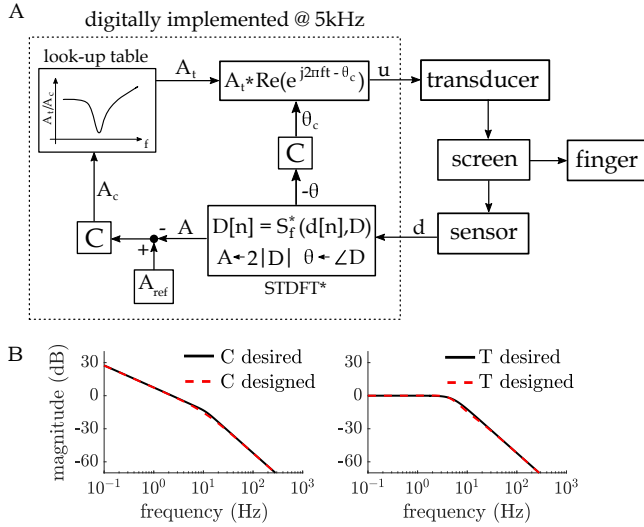 A
digitally implemented @ 5kHz
look-up table
A_t/A_c
f
A_t
A_t*Re(e^{j2πft - θ_c})
u
transducer
θ_c
C
screen
finger
A_c
-θ
C
-
+
A
D[n] = S_f^*(d[n],D)
A←2|D| θ←∠D
d
sensor
A_ref
STDFT*
B
magnitude (dB)
30
0
-30
-60
C desired
C designed
10^-1 10^0 10^1 10^2 10^3
frequency (Hz)
30
0
-30
-60
T desired
T designed
10^-1 10^0 10^1 10^2 10^3
frequency (Hz)